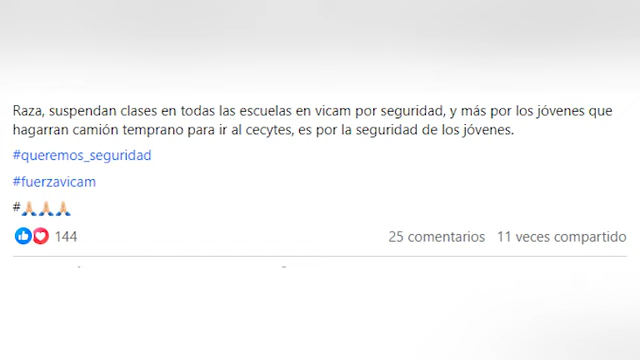 Raza, suspendan clases en todas las escuelas en vicam por seguridad, y más por los jóvenes que
hagarran camión temprano para ir al cecytes, es por la seguridad de los jóvenes.
#queremos_seguridad
#fuerzavicam
#🙏🏻🙏🏻🙏🏻
144 25 comentarios 11 veces compartido